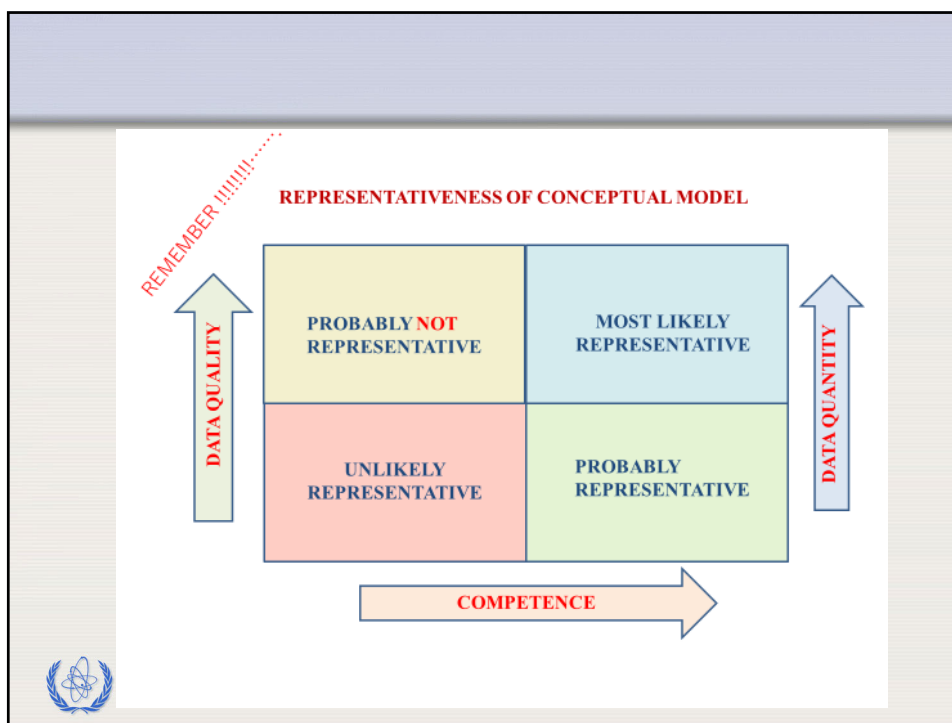 REMEMBER !!!!!!!!......
REPRESENTATIVENESS OF CONCEPTUAL MODEL
PROBABLY NOT
REPRESENTATIVE
MOST LIKELY
REPRESENTATIVE
DATA QUALITY
DATA QUANTITY
UNLIKELY
REPRESENTATIVE
PROBABLY
REPRESENTATIVE
COMPETENCE